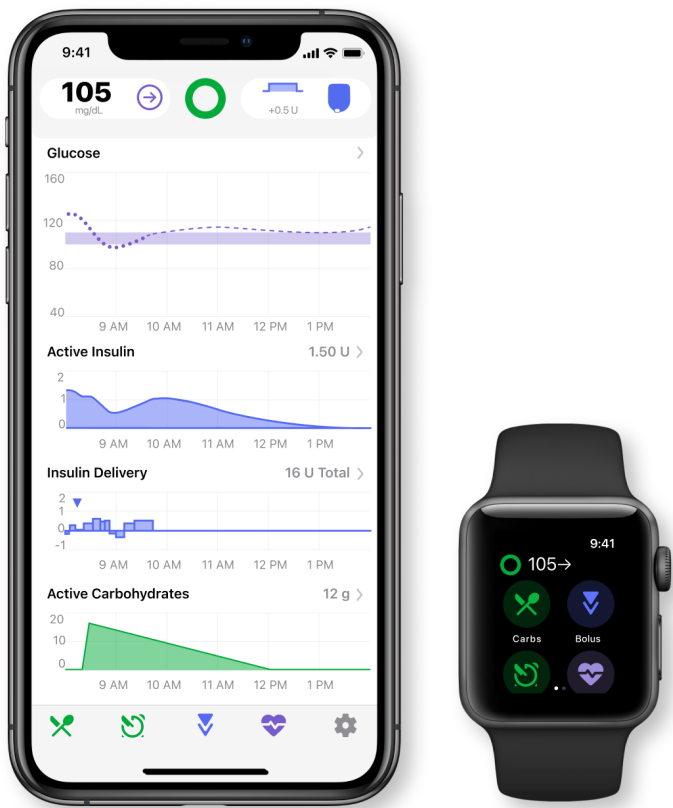 9:41
105
mg/dL
+0.5 U
Glucose
160
120
80
40
9 AM 10 AM 11 AM 12 PM 1 PM
Active Insulin 1.50 U
2
1
0
9 AM 10 AM 11 AM 12 PM 1 PM
Insulin Delivery 16 U Total
2
1
0
-1
9 AM 10 AM 11 AM 12 PM 1 PM
Active Carbohydrates 12 g
20
10
0
9 AM 10 AM 11 AM 12 PM 1 PM
9:41
105→
Carbs Bolus